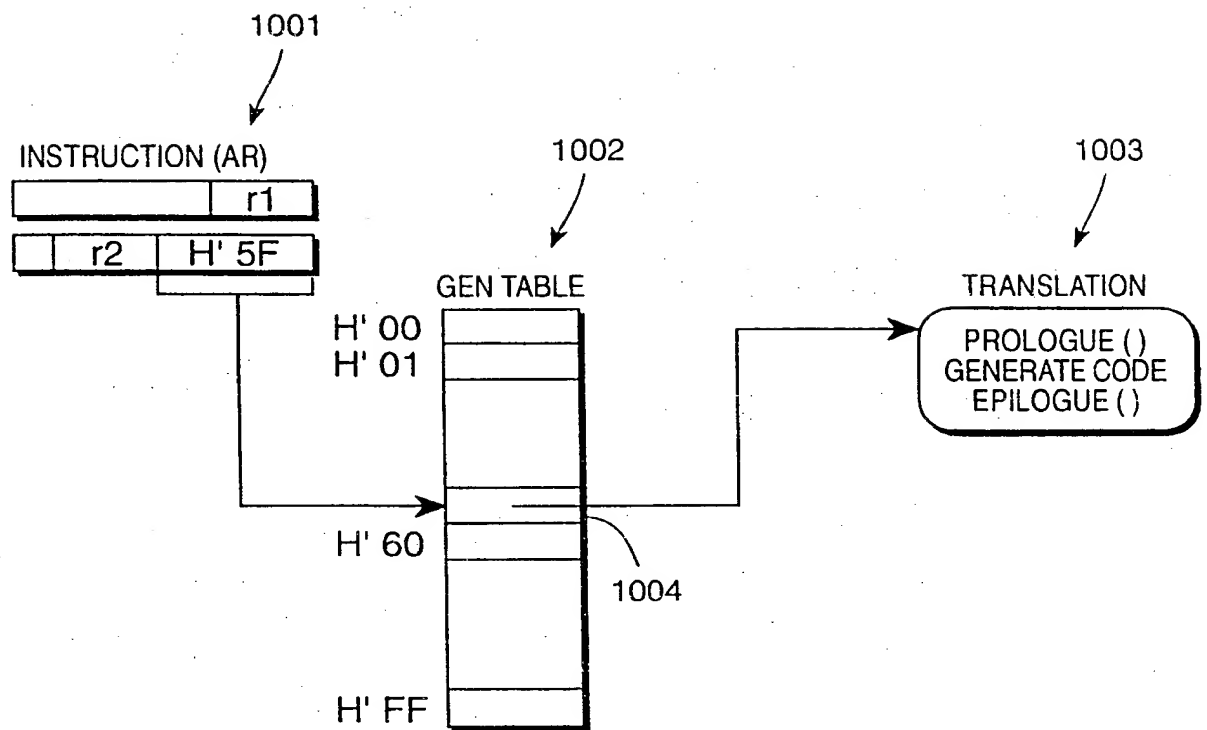 1001
INSTRUCTION (AR)
r1
r2 H' 5F
1002
GEN TABLE
H' 00
H' 01
H' 60
H' FF
1004
1003
TRANSLATION
PROLOGUE ( )
GENERATE CODE
EPILOGUE ( )